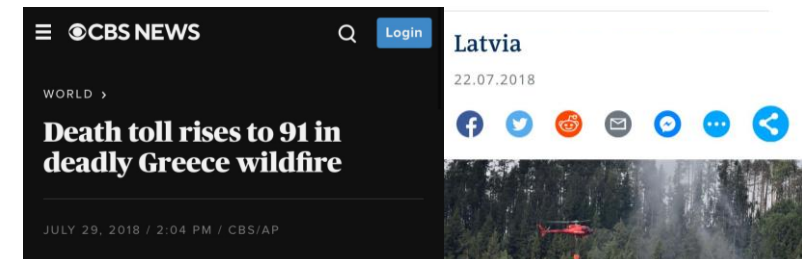 CBS NEWS
Login
WORLD >
Death toll rises to 91 in
deadly Greece wildfire
JULY 29, 2018 / 2:04 PM / CBS/AP
Latvia
22.07.2018